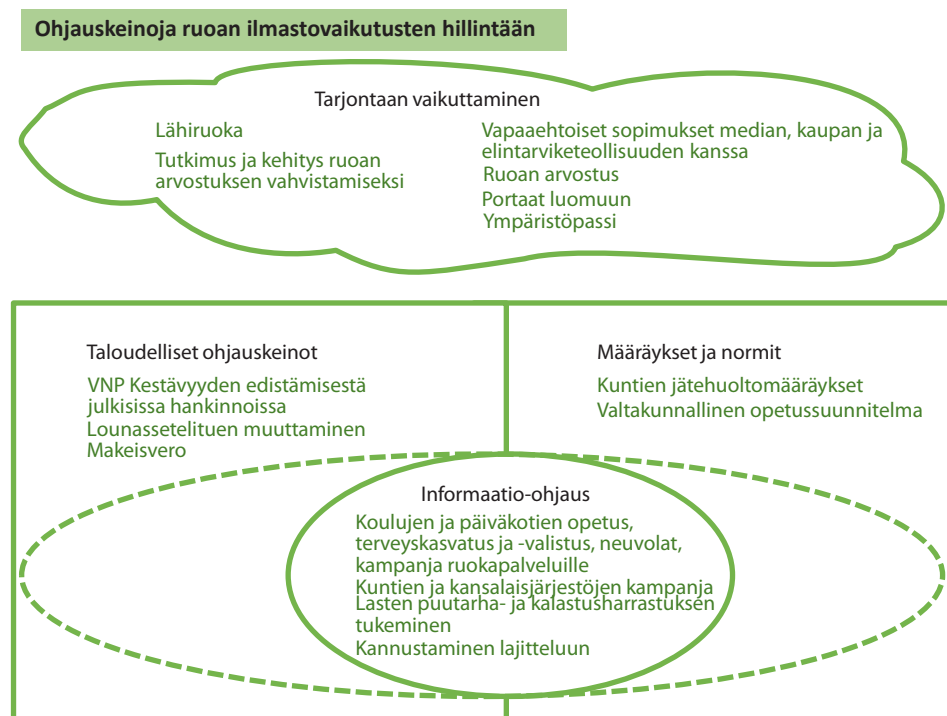 Ohjauskeinoja ruoan ilmastovaikutusten hillintään
Tarjontaan vaikuttaminen
Lähiruoka
Tutkimus ja kehitys ruoan
arvostuksen vahvistamiseksi
Vapaaehtoiset sopimukset median, kaupan ja
elintarviketeollisuuden kanssa
Ruoan arvostus
Portaat luomuun
Ympäristöpassi
Taloudelliset ohjauskeinot
VNP Kestävyyden edistämisestä
julkisissa hankinnoissa
Lounassetelituen muuttaminen
Makeisvero
Määräykset ja normit
Kuntien jätehuoltomääräykset
Valtakunnallinen opetussuunnitelma
Informaatio-ohjaus
Koulujen ja päiväkotien opetus,
terveyskasvatus ja -valistus, neuvolat,
kampanja ruokapalveluille
Kuntien ja kansalaisjärjestöjen kampanja
Lasten puutarha- ja kalastusharrastuksen
tukeminen
Kannustaminen lajitteluun